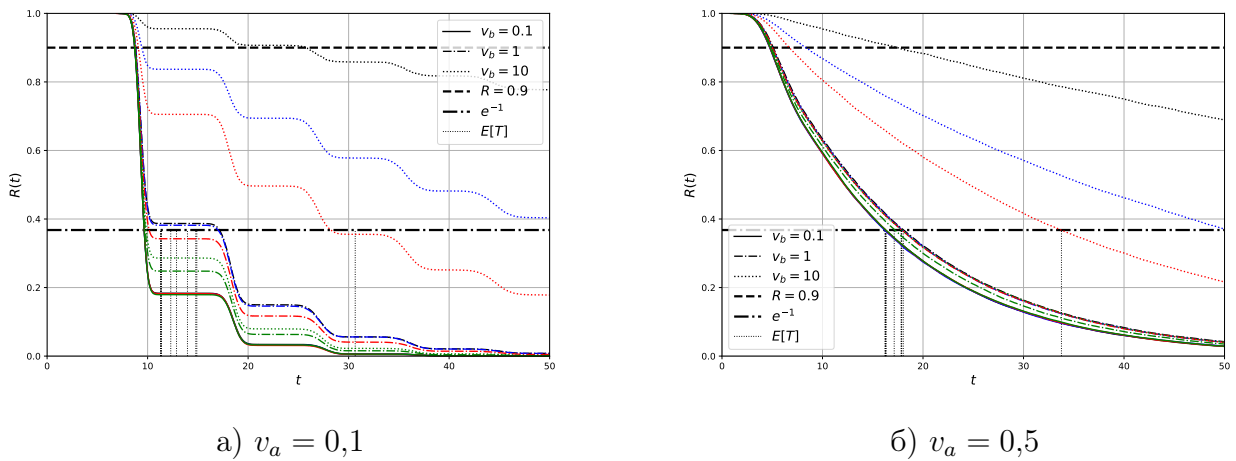 1.0
0.8
0.6
0.4
0.2
0.0
R(t)
0 10 20 30 40 50
t
v_b = 0.1
v_b = 1
v_b = 10
R = 0.9
e^{-1}
E[T]
а) v_a = 0,1
1.0
0.8
0.6
0.4
0.2
0.0
R(t)
0 10 20 30 40 50
t
v_b = 0.1
v_b = 1
v_b = 10
R = 0.9
e^{-1}
E[T]
б) v_a = 0,5